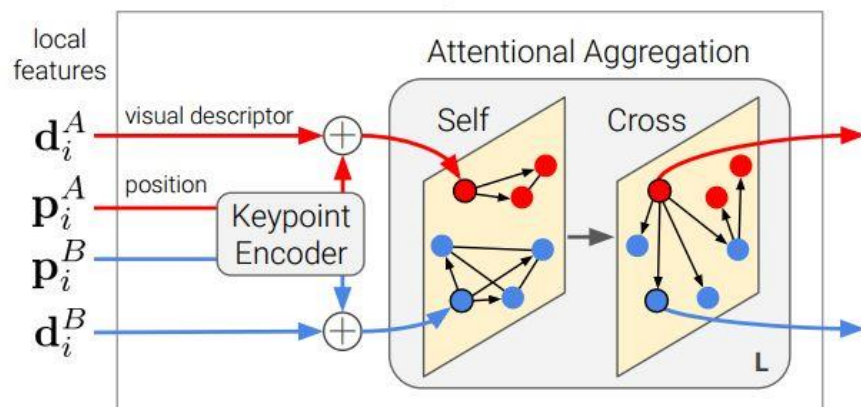 local
features
Attentional Aggregation
visual descriptor
Self
Cross
d_i^A
position
p_i^A
Keypoint
Encoder
p_i^B
d_i^B
L